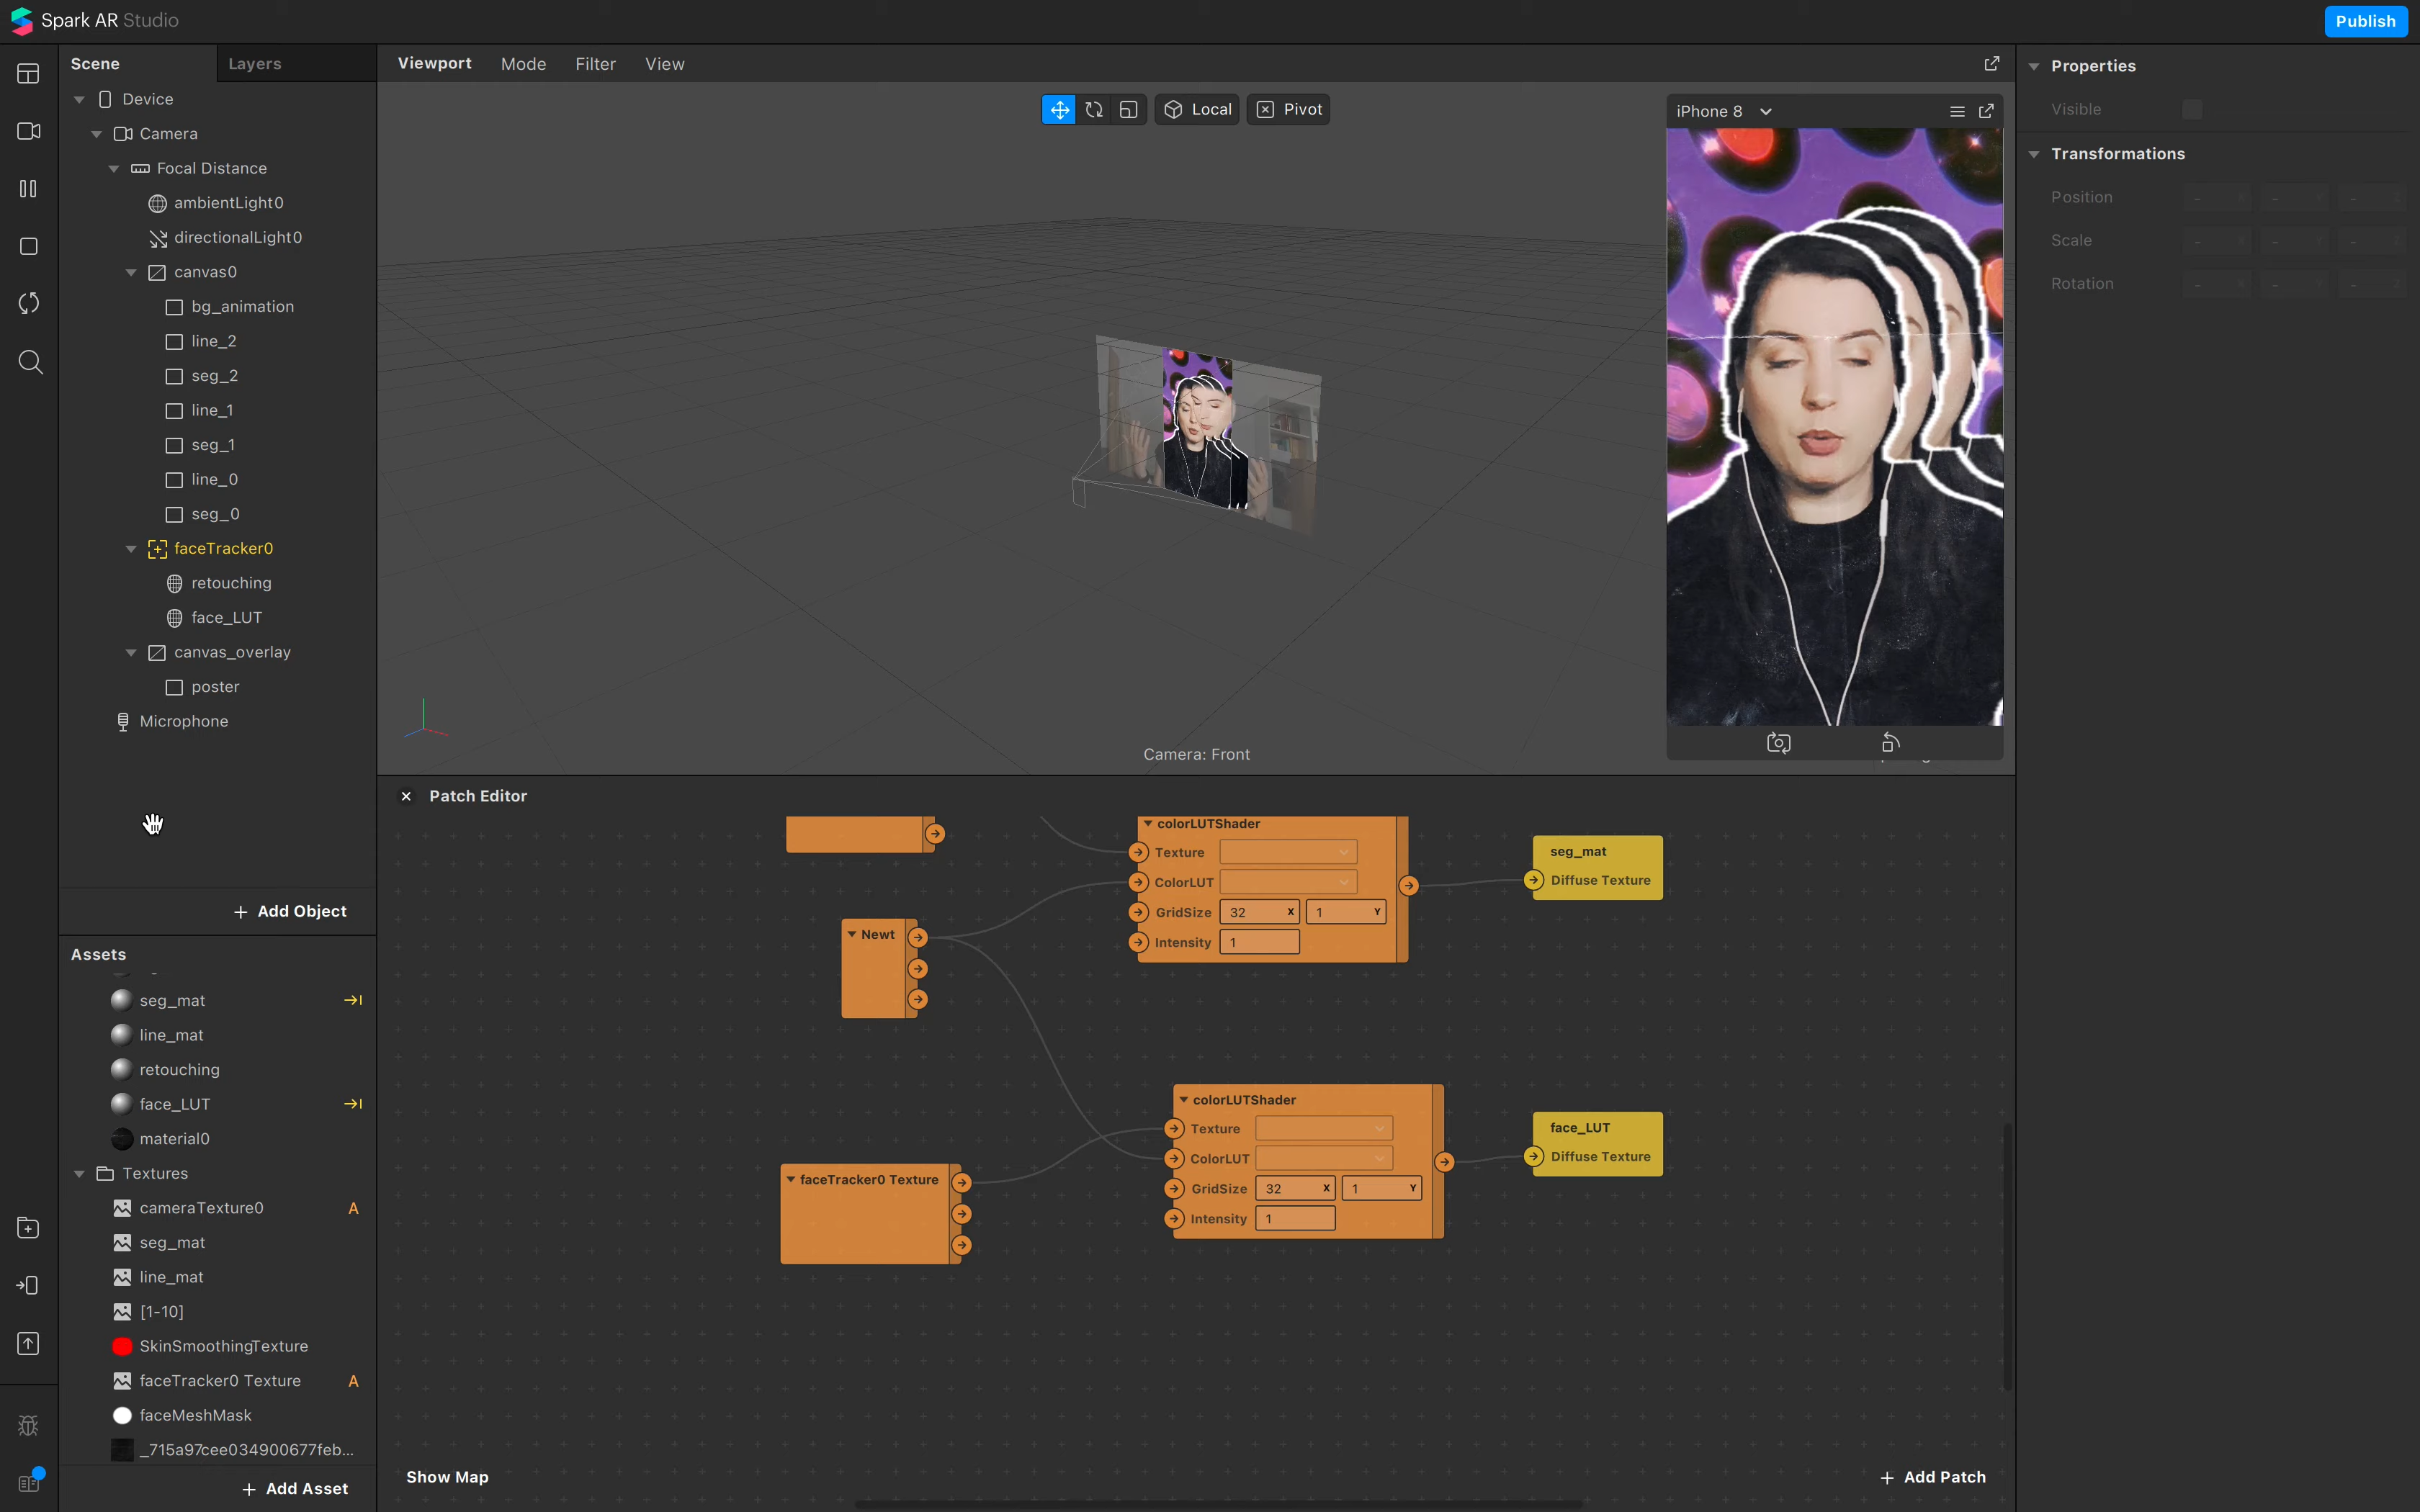 Spark AR Studio
Publish
Scene
Layers
Device
Camera
Focal Distance
ambientLight0
directionalLight0
canvas0
bg_animation
line_2
seg_2
line_1
seg_1
line_0
seg_0
faceTracker0
retouching
face_LUT
canvas_overlay
poster
Microphone
+ Add Object
Assets
seg_mat
line_mat
retouching
face_LUT
material0
Textures
cameraTexture0 A
seg_mat
line_mat
[1-10]
SkinSmoothingTexture
faceTracker0 Texture A
faceMeshMask
_715a97cee034900677feb...
+ Add Asset
Viewport Mode Filter View
Local
Pivot
iPhone 8
Camera: Front
Patch Editor
colorLUTShader
Texture
ColorLUT
GridSize 32 X 1 Y
Intensity 1
seg_mat
Diffuse Texture
Newt
colorLUTShader
Texture
ColorLUT
GridSize 32 X 1 Y
Intensity 1
face_LUT
Diffuse Texture
faceTracker0 Texture
Show Map
+ Add Patch
Properties
Visible
Transformations
Position - - -
Scale - - -
Rotation - - -